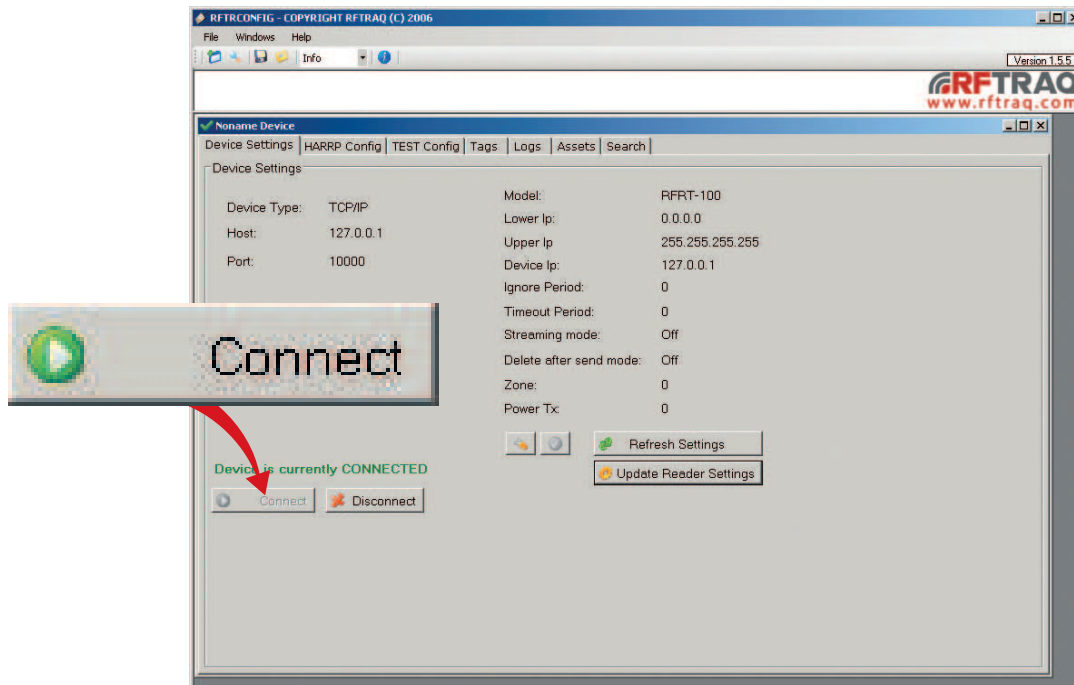 RFTRCONFIG - COPYRIGHT RFTRAQ (C) 2006
File Windows Help
Info
Version 1.5.5
RFTRAQ
www.rftraq.com
Noname Device
Device Settings HARRP Config TEST Config Tags Logs Assets Search
Device Settings
Device Type: TCP/IP
Host: 127.0.0.1
Port: 10000
Model: RFRT-100
Lower Ip: 0.0.0.0
Upper Ip 255.255.255.255
Device Ip: 127.0.0.1
Ignore Period: 0
Timeout Period: 0
Streaming mode: Off
Delete after send mode: Off
Zone: 0
Power Tx: 0
Connect
Refresh Settings
Update Reader Settings
Device is currently CONNECTED
Connect Disconnect